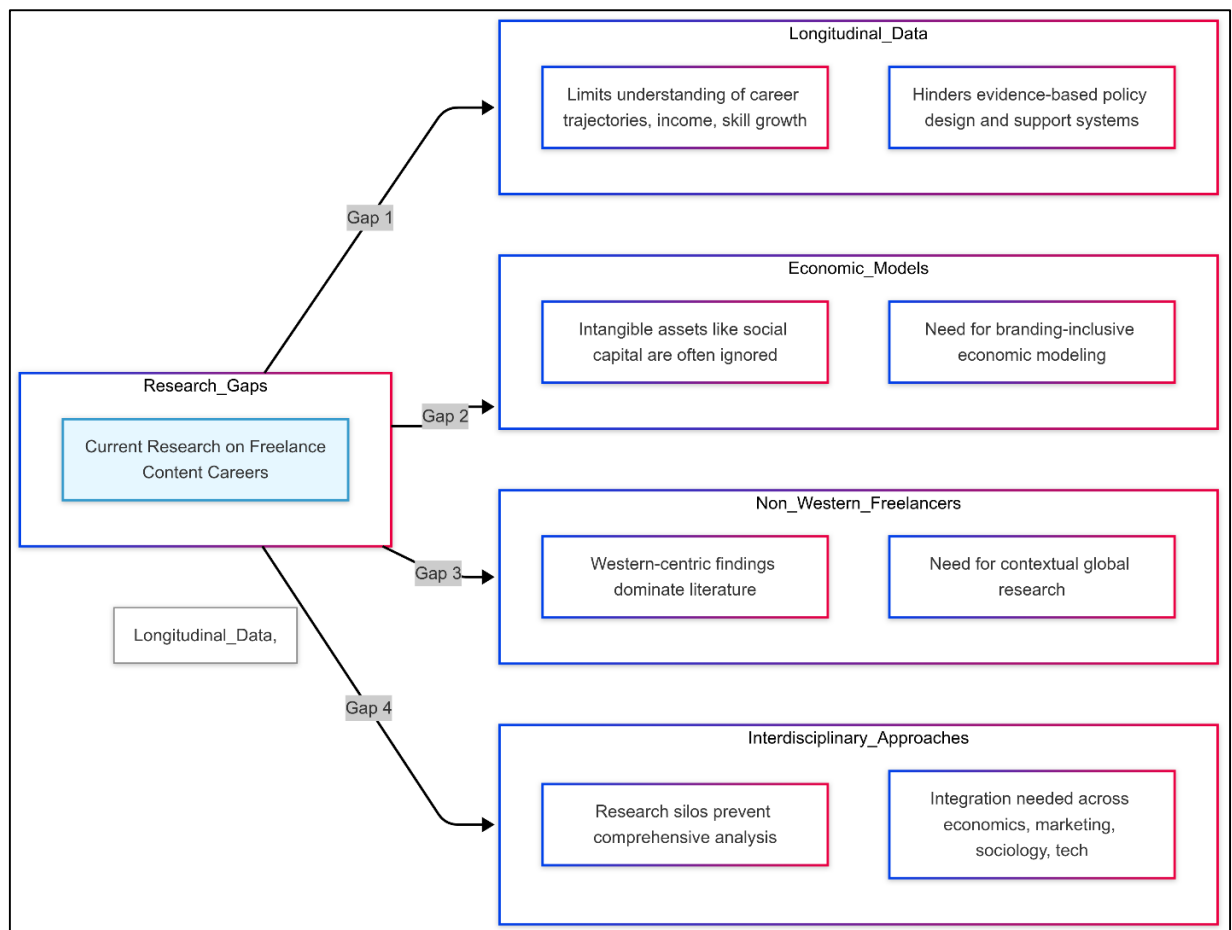 Longitudinal_Data
Limits understanding of career
trajectories, income, skill growth
Hinders evidence-based policy
design and support systems
Gap 1
Economic_Models
Intangible assets like social
capital are often ignored
Need for branding-inclusive
economic modeling
Research_Gaps
Current Research on Freelance
Content Careers
Gap 2
Non_Western_Freelancers
Western-centric findings
dominate literature
Need for contextual global
research
Gap 3
Longitudinal_Data,
Gap 4
Interdisciplinary_Approaches
Research silos prevent
comprehensive analysis
Integration needed across
economics, marketing,
sociology, tech